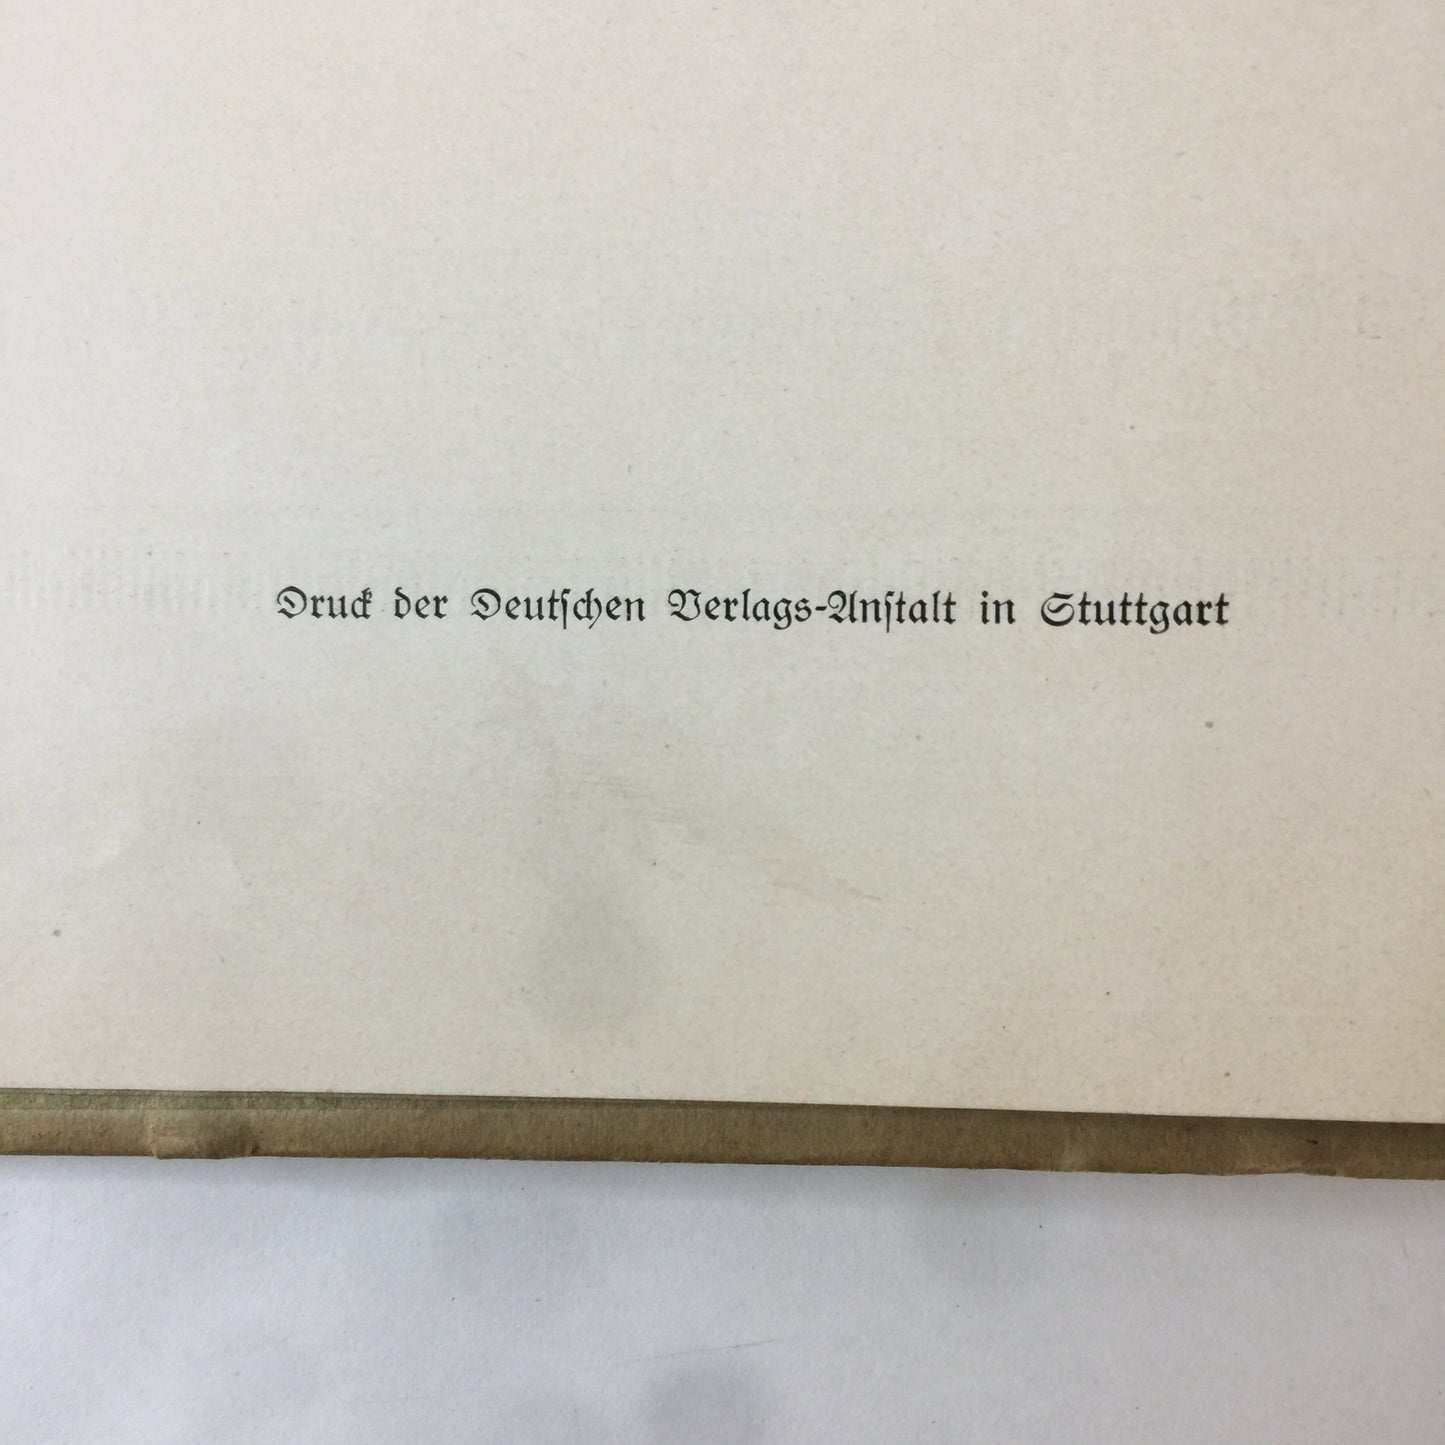 Druck der Deutſchen Verlags-Anſtalt in Stuttgart